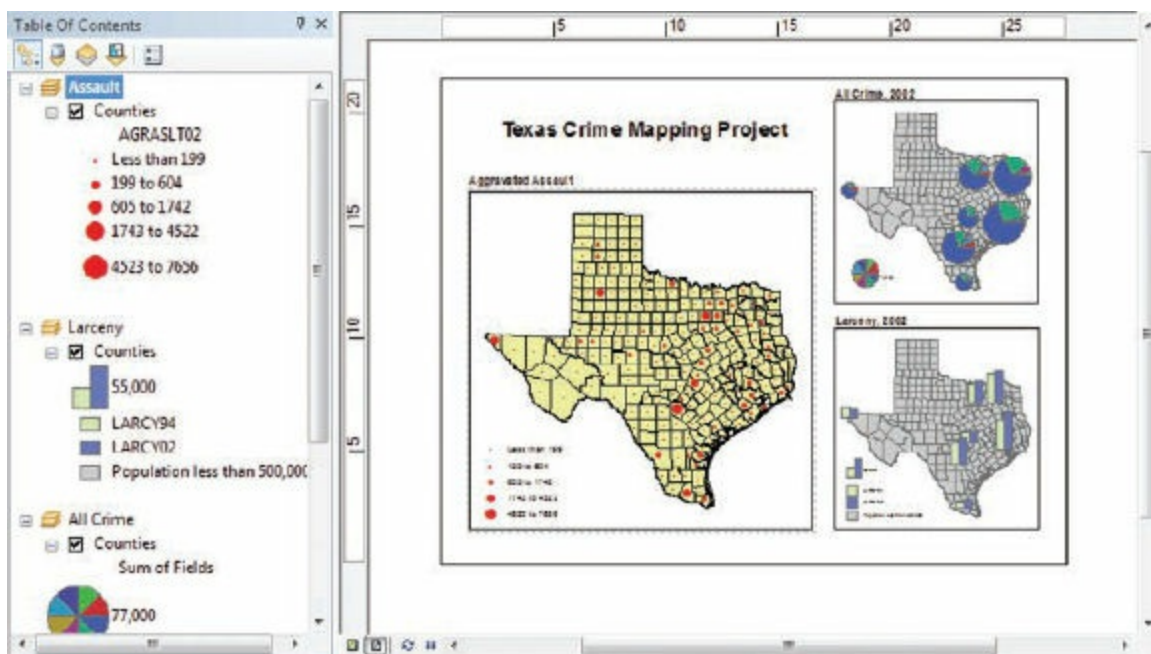 Table Of Contents
Assault
Counties
AGRASLT02
Less than 199
199 to 604
605 to 1742
1743 to 4522
4523 to 7656
Larceny
Counties
55,000
LARCY94
LARCY02
Population less than 500,000
All Crime
Counties
Sum of Fields
77,000
5
10
15
20
25
20
15
10
5
Texas Crime Mapping Project
Aggravated Assault
Less than 199
All Crime, 2002
Larceny, 2002